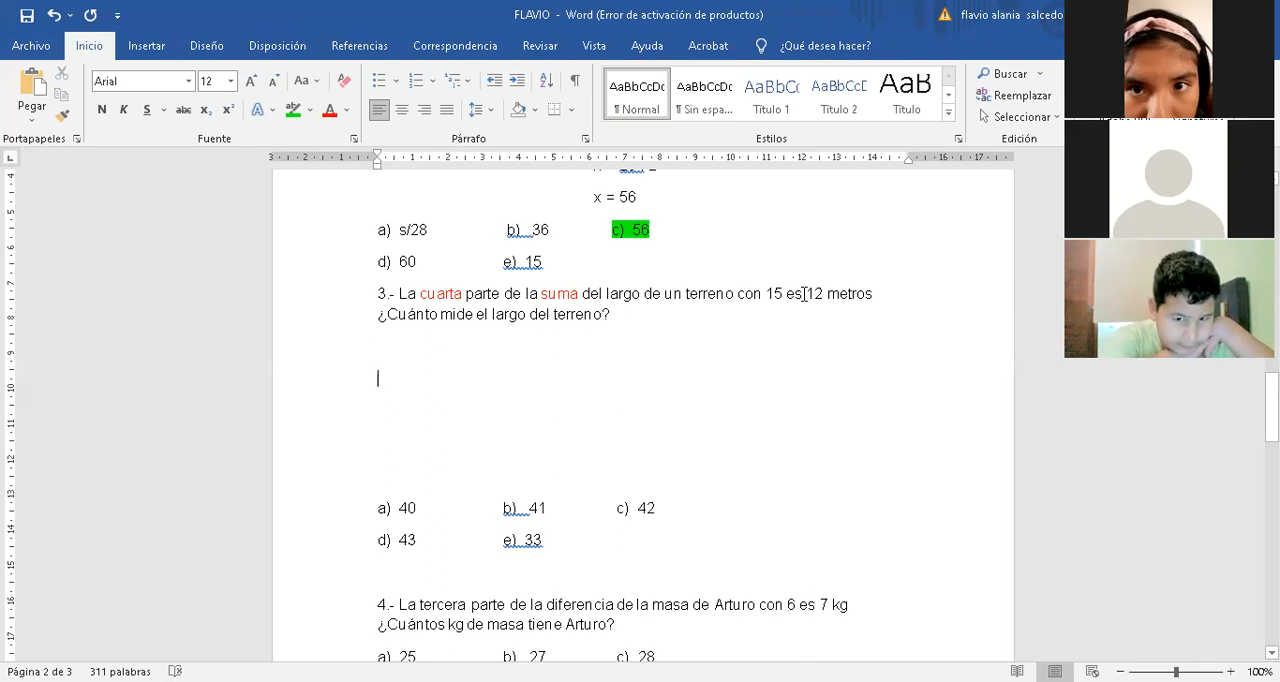 FLAVIO - Word (Error de activación de productos)
flavio alania salcedo
Archivo Inicio Insertar Diseño Disposición Referencias Correspondencia Revisar Vista Ayuda Acrobat ¿Qué desea hacer?
Pegar
Arial 12
Portapapeles Fuente Párrafo Estilos Edición
AaBbCcDc AaBbCcDc AaBbC AaBbCcD AaB
¶ Normal ¶ Sin espa... Título 1 Título 2 Título
Buscar
Reemplazar
Seleccionar
x = 56
a) s/28 b) 36 c) 56
d) 60 e) 15
3.- La cuarta parte de la suma del largo de un terreno con 15 es 12 metros
¿Cuánto mide el largo del terreno?
a) 40 b) 41 c) 42
d) 43 e) 33
4.- La tercera parte de la diferencia de la masa de Arturo con 6 es 7 kg
¿Cuántos kg de masa tiene Arturo?
a) 25 b) 27 c) 28
Página 2 de 3 311 palabras 100%